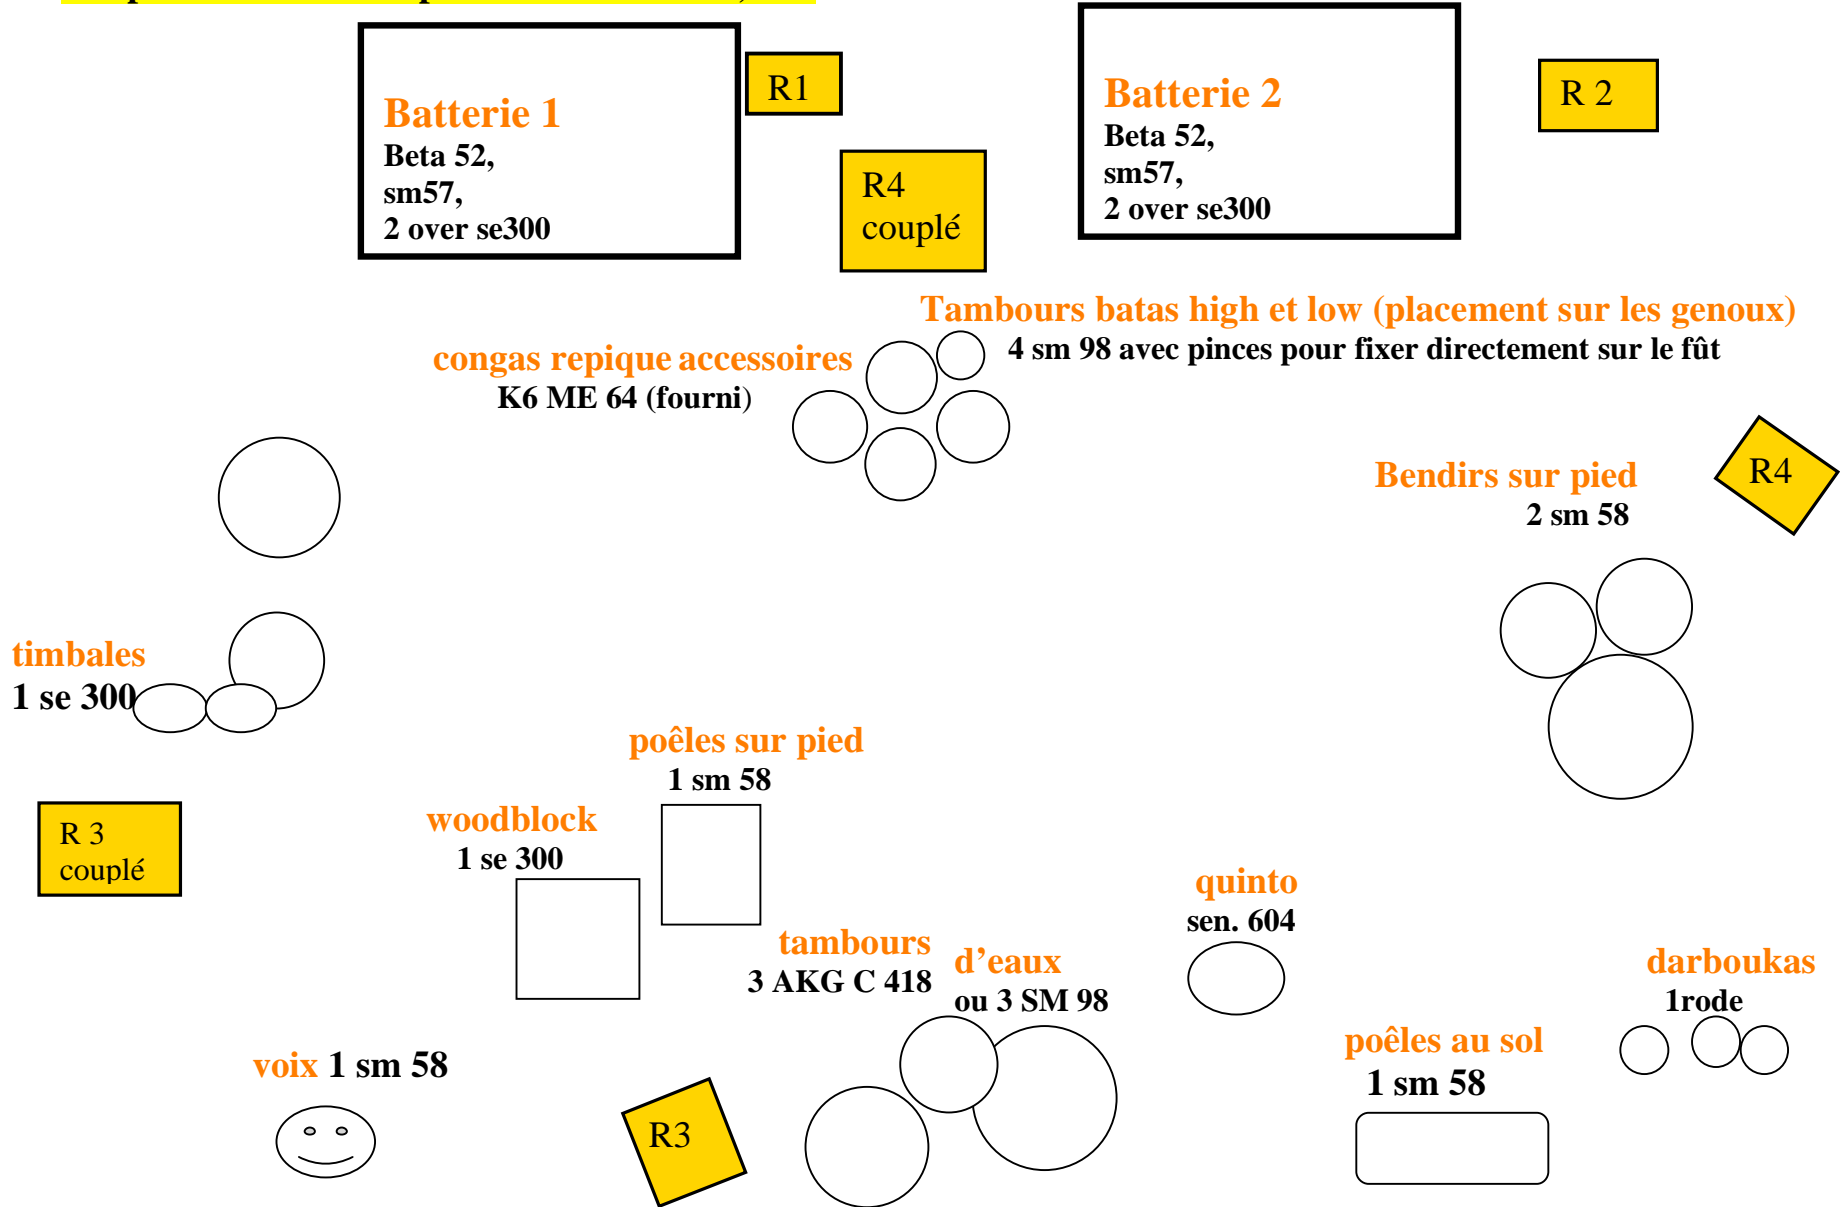 Batterie 1
Beta 52,
sm57,
2 over se300
R1
R4
couplé
Batterie 2
Beta 52,
sm57,
2 over se300
R 2
Tambours batas high et low (placement sur les genoux)
4 sm 98 avec pinces pour fixer directement sur le fût
congas repique accessoires
K6 ME 64 (fourni)
Bendirs sur pied
2 sm 58
R4
timbales
1 se 300
poêles sur pied
1 sm 58
woodblock
1 se 300
R 3
couplé
quinto
sen. 604
tambours
3 AKG C 418
d’eaux
ou 3 SM 98
darboukas
1rode
poêles au sol
1 sm 58
voix 1 sm 58
R3